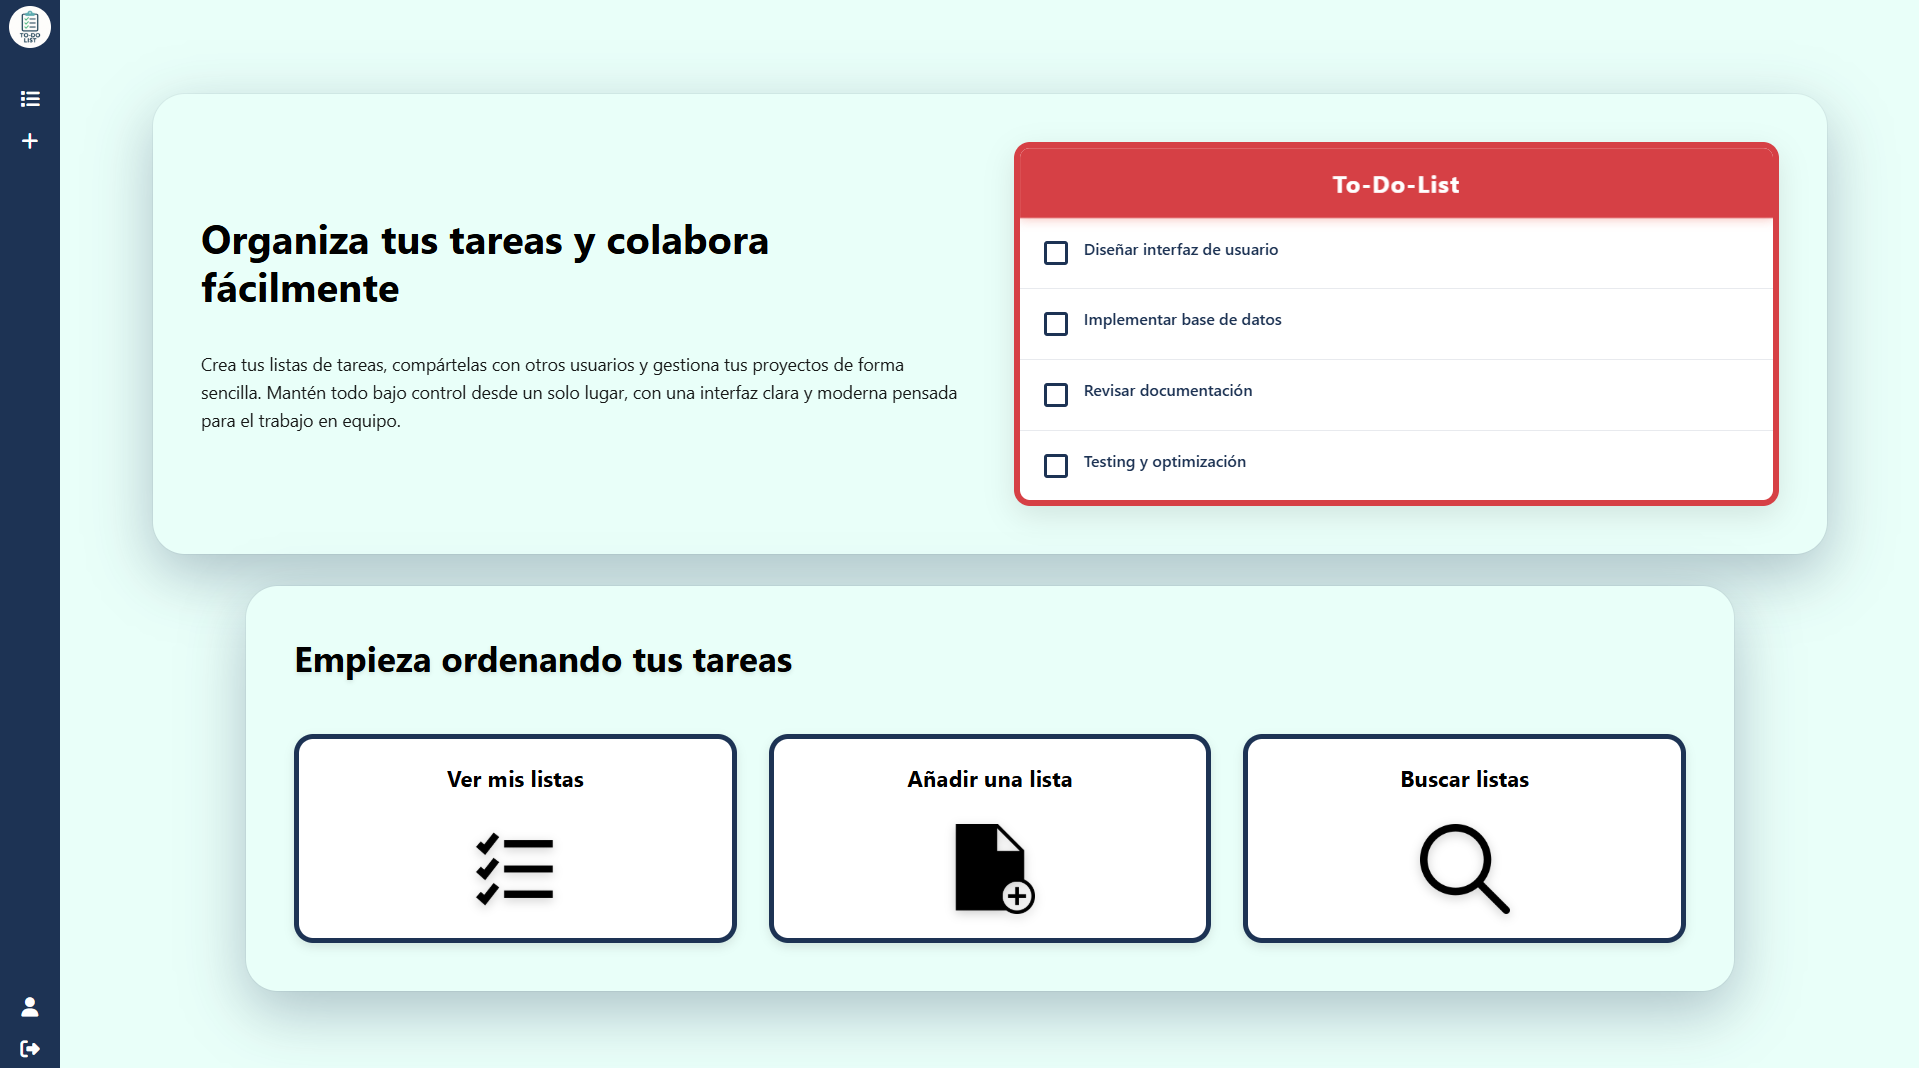 TO-DO
LIST
Organiza tus tareas y colabora
fácilmente
Crea tus listas de tareas, compártelas con otros usuarios y gestiona tus proyectos de forma
sencilla. Mantén todo bajo control desde un solo lugar, con una interfaz clara y moderna pensada
para el trabajo en equipo.
To-Do-List
Diseñar interfaz de usuario
Implementar base de datos
Revisar documentación
Testing y optimización
Empieza ordenando tus tareas
Ver mis listas
Añadir una lista
Buscar listas